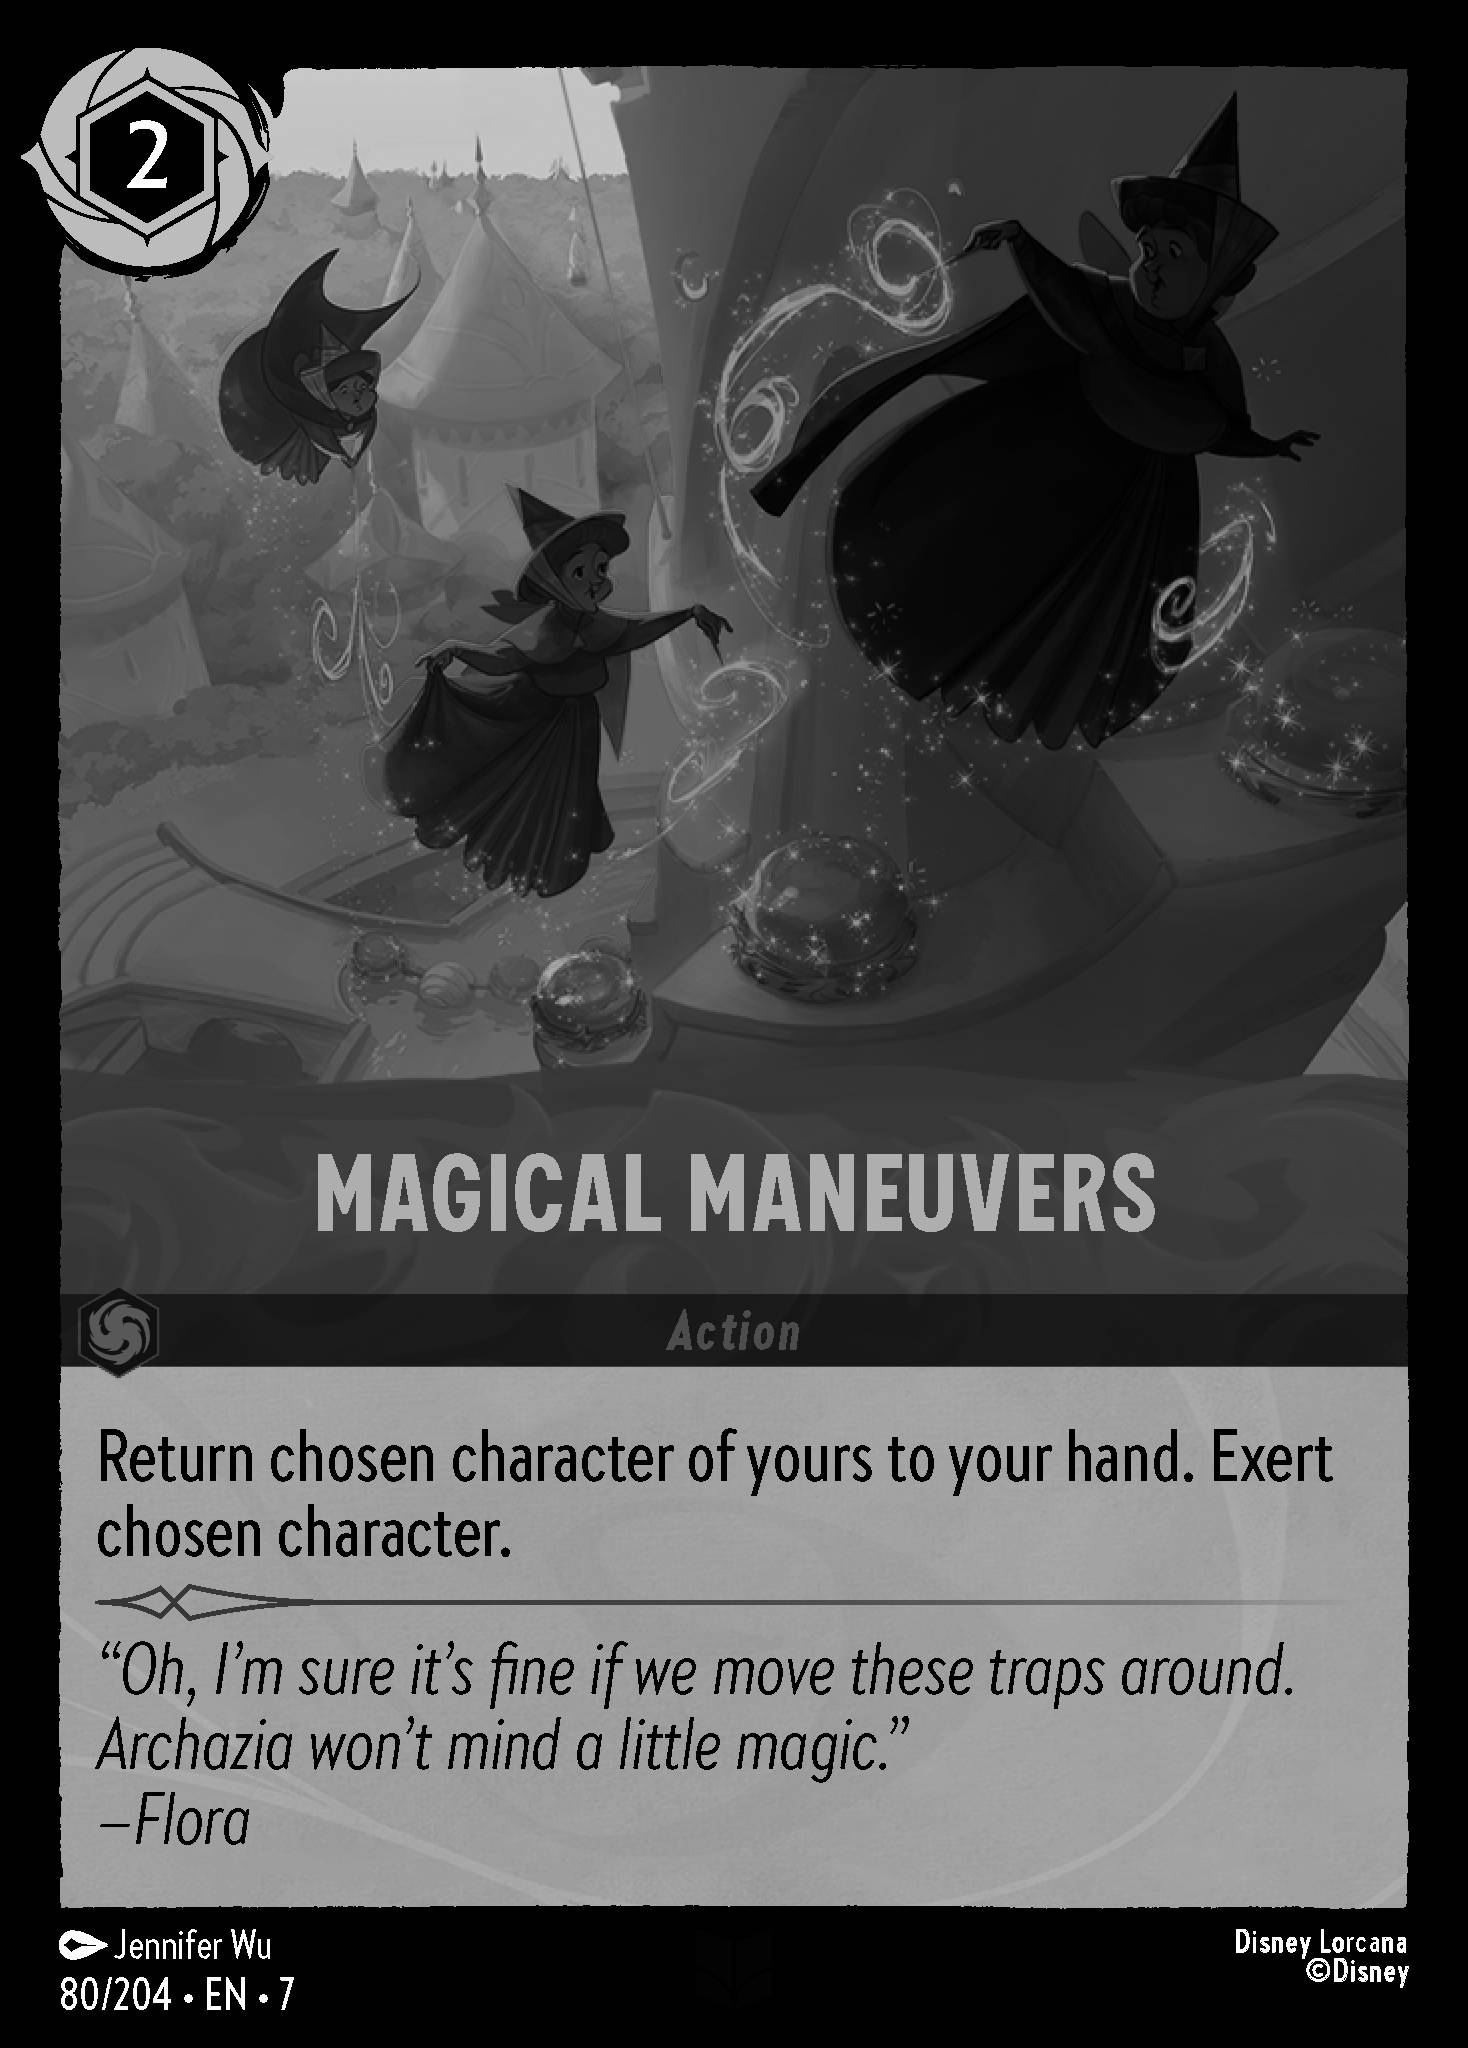 2
MAGICAL MANEUVERS
Action
Return chosen character of yours to your hand. Exert
chosen character.
“Oh, I’m sure it’s fine if we move these traps around.
Archazia won’t mind a little magic.”
–Flora
Jennifer Wu
80/204 • EN • 7
Disney Lorcana
©Disney